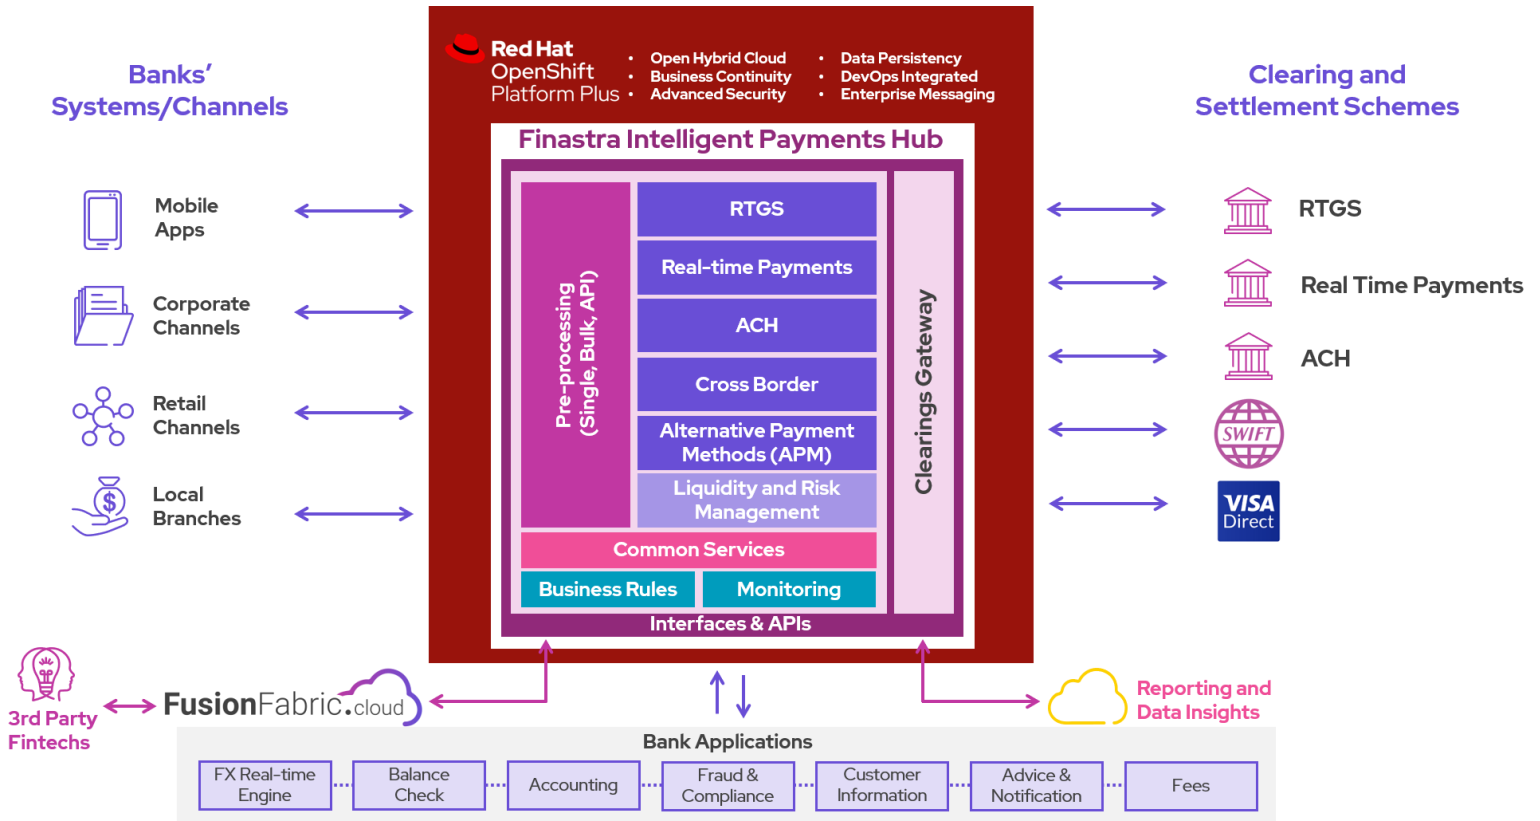 Banks’
Systems/Channels
Mobile
Apps
Corporate
Channels
Retail
Channels
Local
Branches
Red Hat
OpenShift
Platform Plus
• Open Hybrid Cloud
• Business Continuity
• Advanced Security
• Data Persistency
• DevOps Integrated
• Enterprise Messaging
Finastra Intelligent Payments Hub
Pre-processing
(Single, Bulk, API)
RTGS
Real-time Payments
ACH
Cross Border
Alternative Payment
Methods (APM)
Liquidity and Risk
Management
Common Services
Business Rules
Monitoring
Clearings Gateway
Interfaces & APIs
Clearing and
Settlement Schemes
RTGS
Real Time Payments
ACH
SWIFT
VISA
Direct
3rd Party
Fintechs
FusionFabric.cloud
Reporting and
Data Insights
Bank Applications
FX Real-time
Engine
Balance
Check
Accounting
Fraud &
Compliance
Customer
Information
Advice &
Notification
Fees